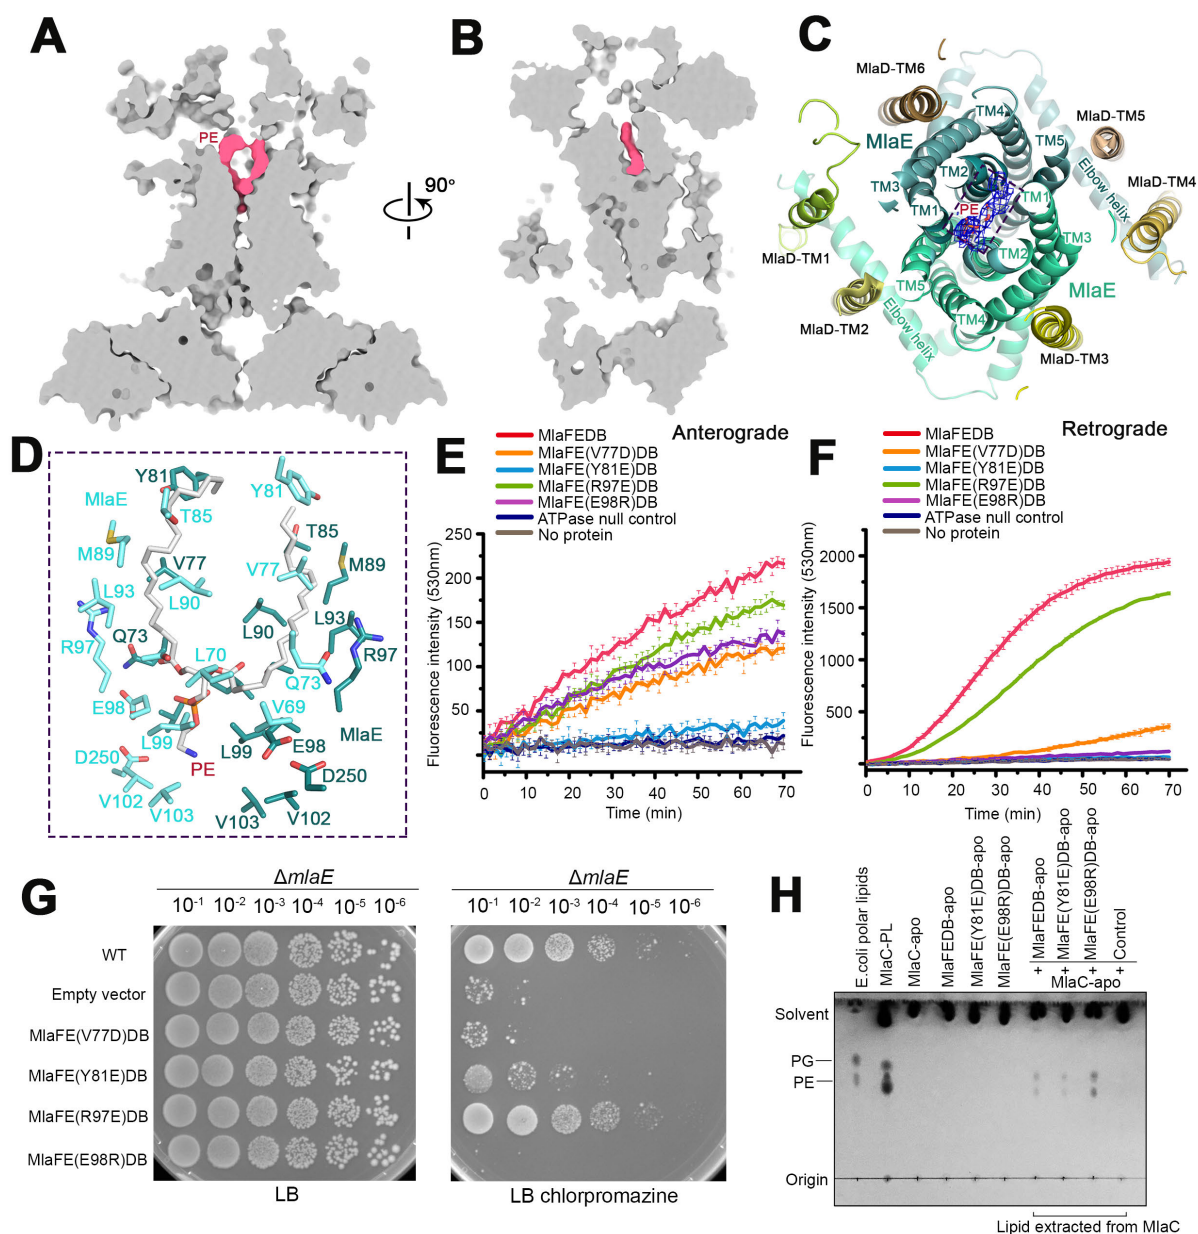 A
PE
90°
B
C
MlaD-TM6
MlaE
TM4
TM5
MlaD-TM5
TM3
TM2
TM1
PE
TM1
Elbow helix
MlaD-TM4
TM3
TM2
MlaD-TM1
TM5
MlaE
MlaD-TM2
Elbow helix
TM4
MlaD-TM3
D
Y81
Y81
MlaE
T85
T85
M89
V77
V77
M89
L93
L90
L90
L93
R97
Q73
R97
L70
Q73
E98
V69
L99
L99
E98
MlaE
D250
PE
D250
V102
V103
V103
V102
E
MlaFEDB
Anterograde
MlaFE(V77D)DB
MlaFE(Y81E)DB
MlaFE(R97E)DB
MlaFE(E98R)DB
ATPase null control
No protein
Fluorescence intensity (530nm)
250
200
150
100
50
0 10 20 30 40 50 60 70
Time (min)
F
MlaFEDB
Retrograde
MlaFE(V77D)DB
MlaFE(Y81E)DB
MlaFE(R97E)DB
MlaFE(E98R)DB
ATPase null control
No protein
Fluorescence intensity (530nm)
2000
1500
1000
500
0 10 20 30 40 50 60 70
Time (min)
G
ΔmlaE
ΔmlaE
10-1 10-2 10-3 10-4 10-5 10-6
10-1 10-2 10-3 10-4 10-5 10-6
WT
Empty vector
MlaFE(V77D)DB
MlaFE(Y81E)DB
MlaFE(R97E)DB
MlaFE(E98R)DB
LB
LB chlorpromazine
H
E.coli polar lipids
MlaC-PL
MlaC-apo
MlaFEDB-apo
MlaFE(Y81E)DB-apo
MlaFE(E98R)DB-apo
+ MlaFEDB-apo
+ MlaFE(Y81E)DB-apo
+ MlaFE(E98R)DB-apo
+ Control
MlaC-apo
Solvent
PG
PE
Origin
Lipid extracted from MlaC